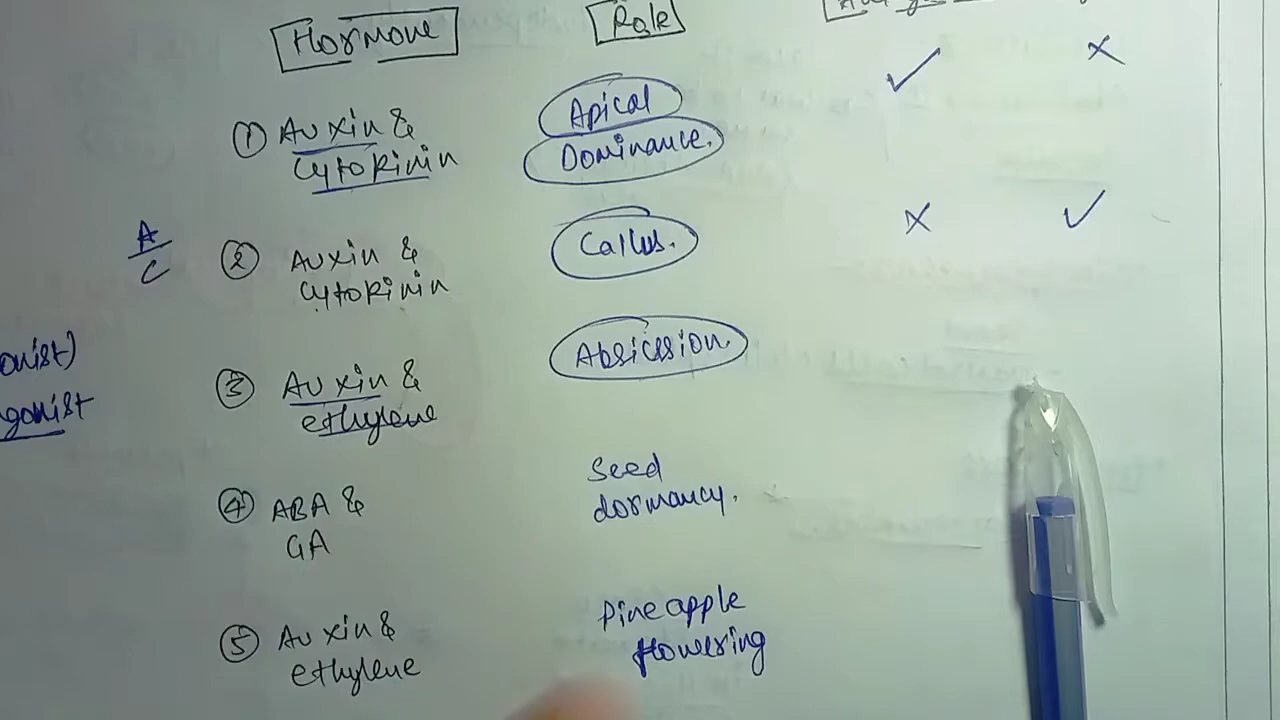 Hormone
Role
① Auxin &
Cytokinin
Apical
Dominance.
✓
×
A
C
② Auxin &
cytokinin
Callus.
×
✓
onist)
gonist
③ Auxin &
ethylene
Absicssion.
④ ABA &
GA
Seed
dormancy.
⑤ Auxin &
ethylene
Pineapple
flowering